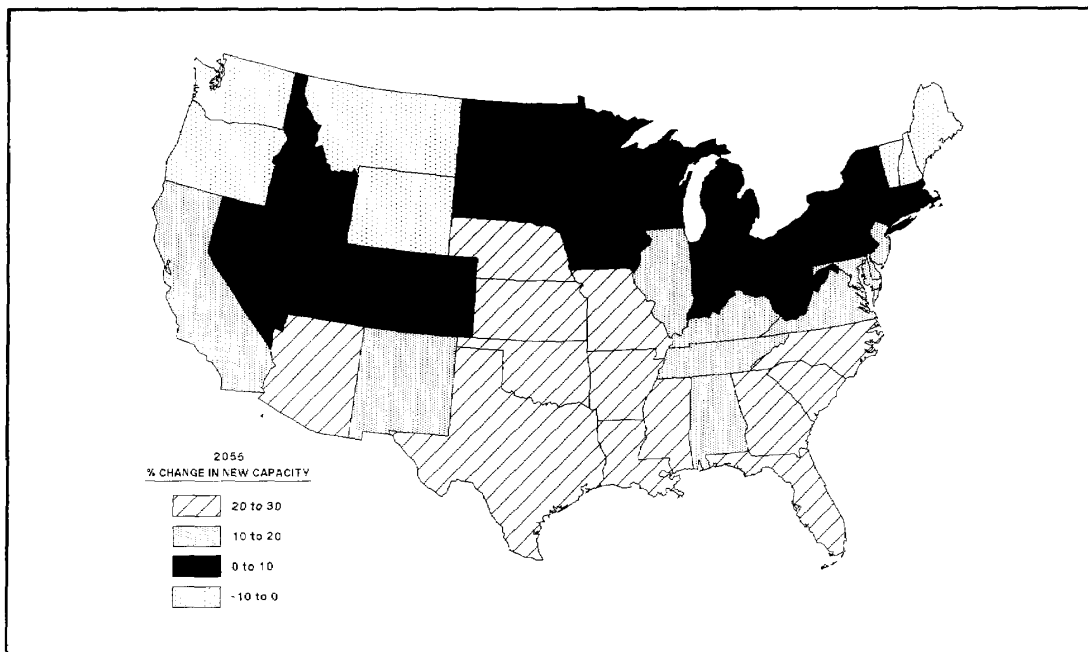 2055
% CHANGE IN NEW CAPACITY
20 to 30
10 to 20
0 to 10
-10 to 0